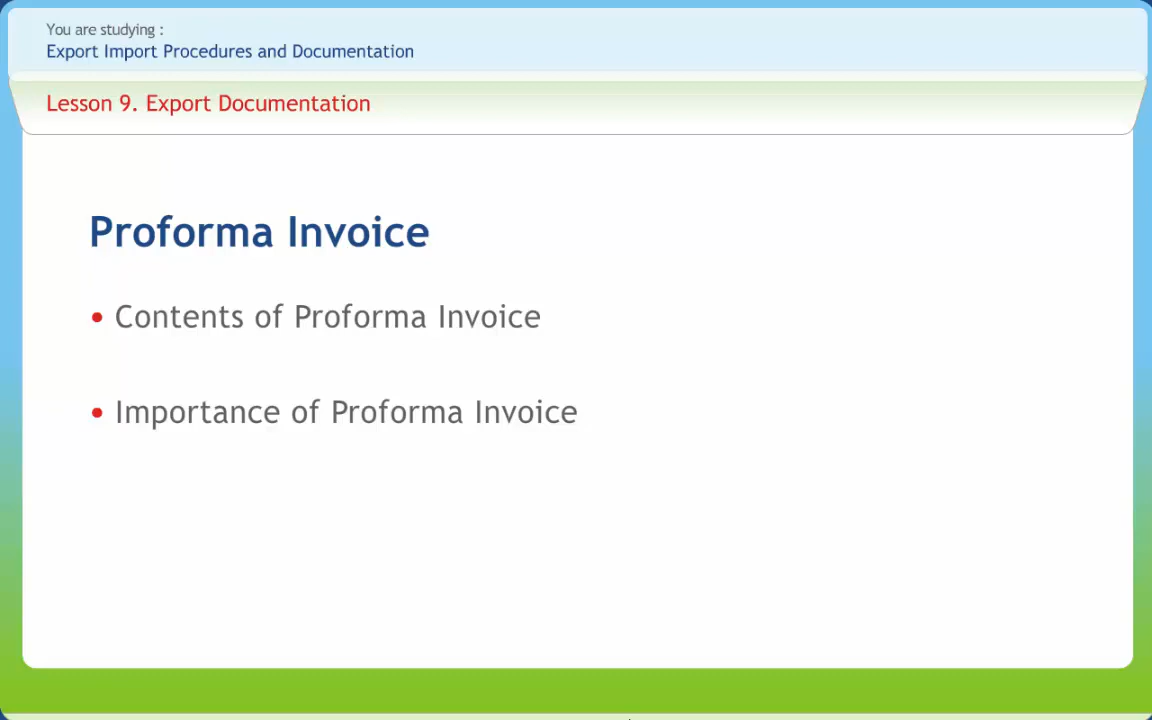 You are studying :
Export Import Procedures and Documentation
Lesson 9. Export Documentation
Proforma Invoice
• Contents of Proforma Invoice
• Importance of Proforma Invoice